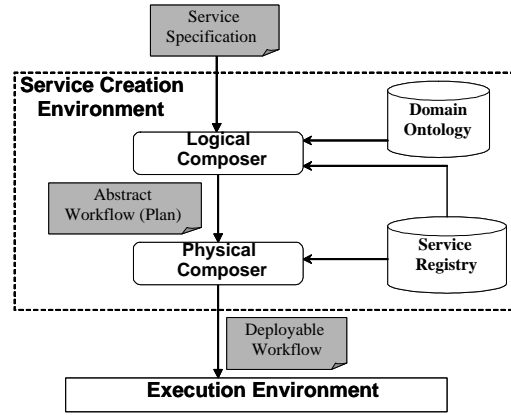 Service
Specification
Service Creation
Environment
Domain
Ontology
Logical
Composer
Abstract
Workflow (Plan)
Physical
Composer
Service
Registry
Deployable
Workflow
Execution Environment